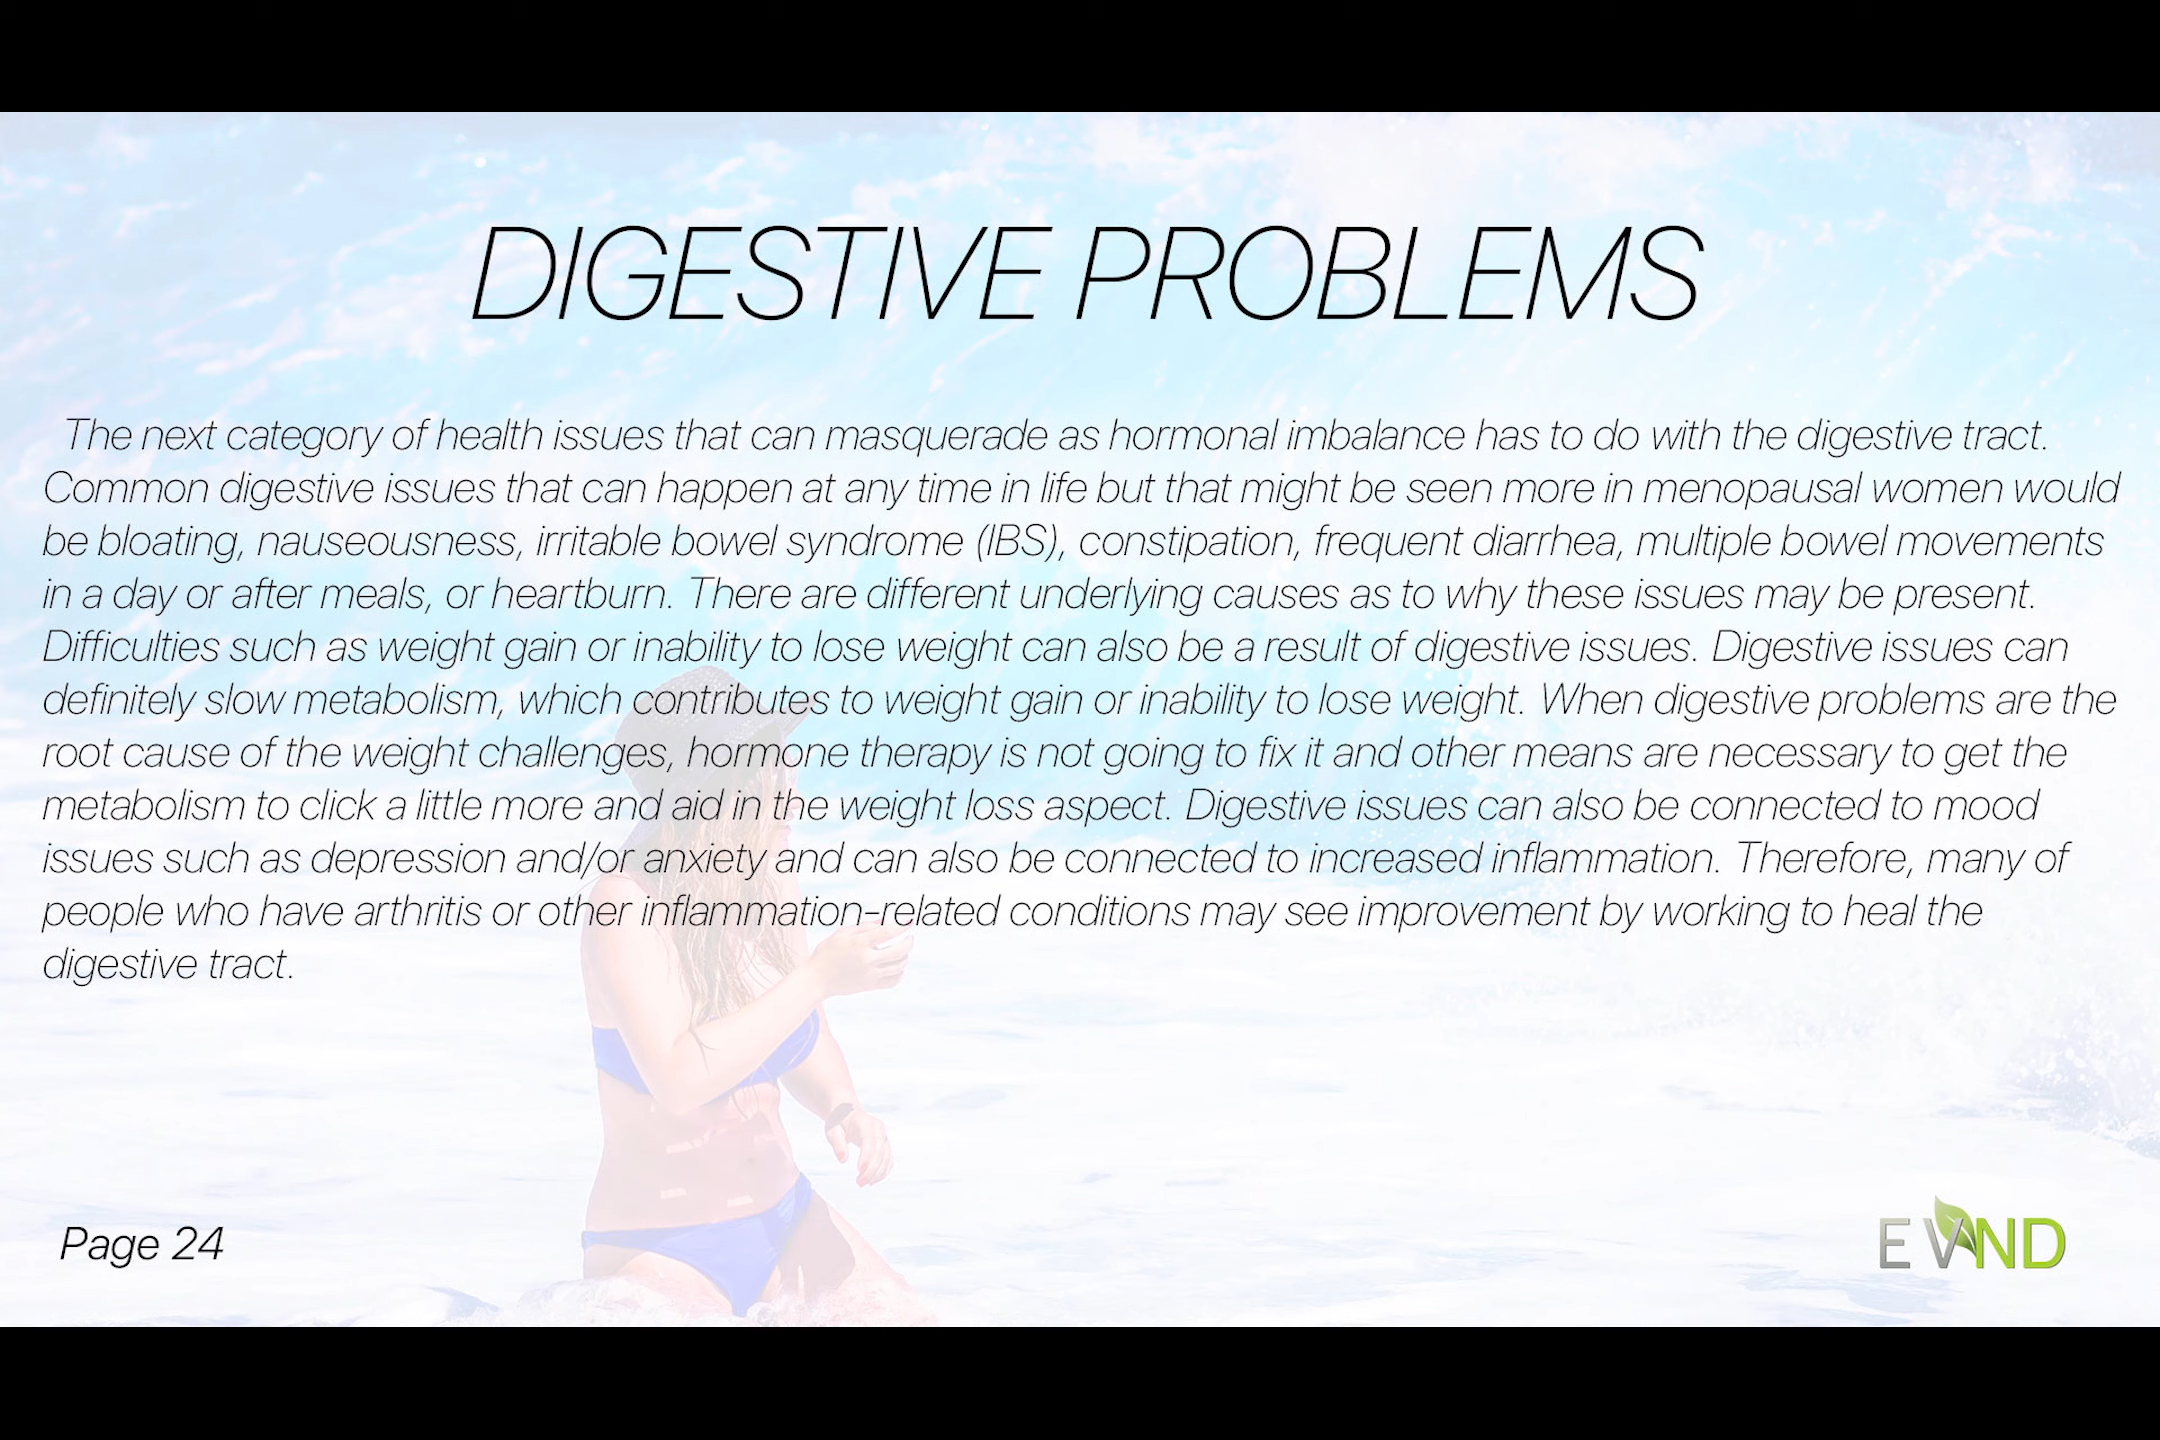 DIGESTIVE PROBLEMS
The next category of health issues that can masquerade as hormonal imbalance has to do with the digestive tract.
Common digestive issues that can happen at any time in life but that might be seen more in menopausal women would
be bloating, nauseousness, irritable bowel syndrome (IBS), constipation, frequent diarrhea, multiple bowel movements
in a day or after meals, or heartburn. There are different underlying causes as to why these issues may be present.
Difficulties such as weight gain or inability to lose weight can also be a result of digestive issues. Digestive issues can
definitely slow metabolism, which contributes to weight gain or inability to lose weight. When digestive problems are the
root cause of the weight challenges, hormone therapy is not going to fix it and other means are necessary to get the
metabolism to click a little more and aid in the weight loss aspect. Digestive issues can also be connected to mood
issues such as depression and/or anxiety and can also be connected to increased inflammation. Therefore, many of
people who have arthritis or other inflammation-related conditions may see improvement by working to heal the
digestive tract.
Page 24
EVND